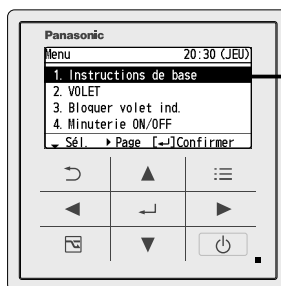 Panasonic
Menu 20:30 (JEU)
1. Instructions de base
2. VOLET
3. Bloquer volet ind.
4. Minuterie ON/OFF
Sél. Page [↵]Confirmer